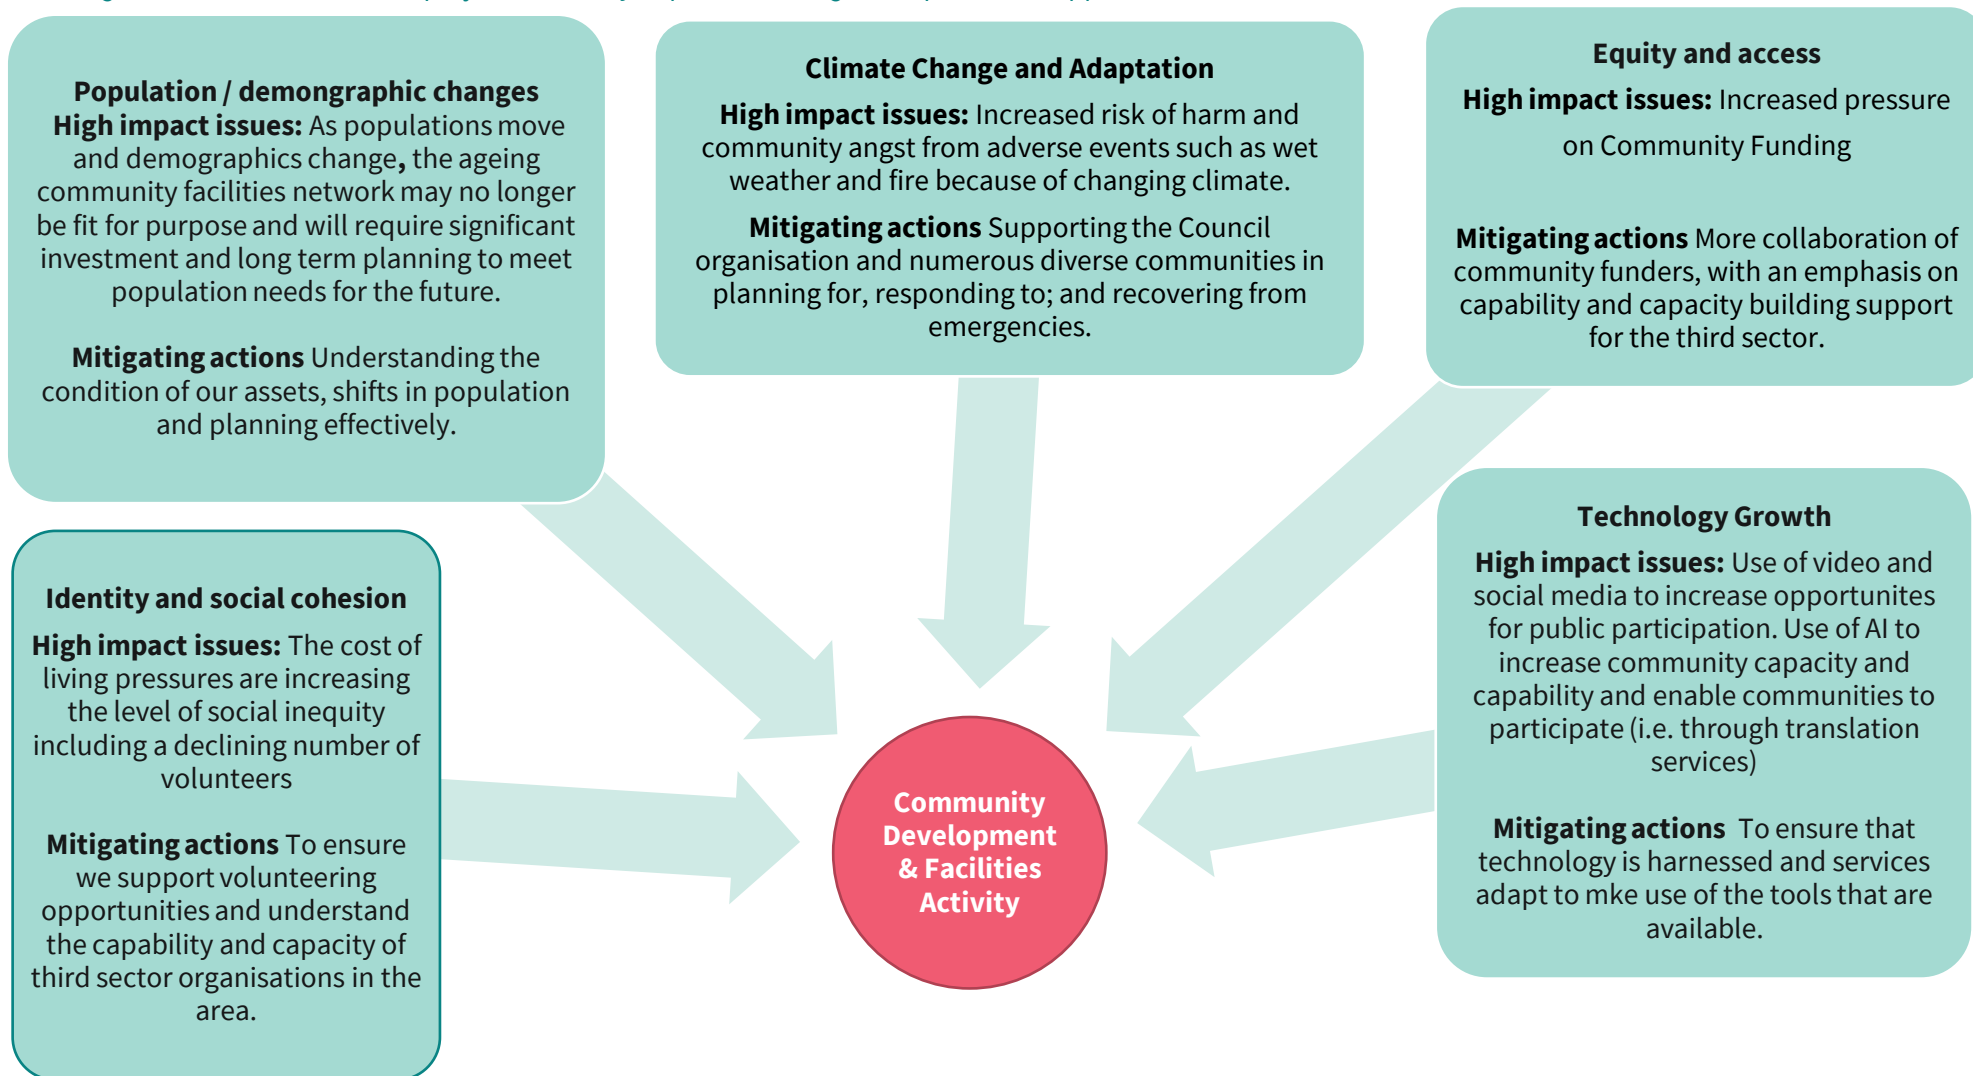 Population / demongraphic changes
High impact issues: As populations move
and demographics change, the ageing
community facilities network may no longer
be fit for purpose and will require significant
investment and long term planning to meet
population needs for the future.
Mitigating actions Understanding the
condition of our assets, shifts in population
and planning effectively.
Climate Change and Adaptation
High impact issues: Increased risk of harm and
community angst from adverse events such as wet
weather and fire because of changing climate.
Mitigating actions Supporting the Council
organisation and numerous diverse communities in
planning for, responding to; and recovering from
emergencies.
Equity and access
High impact issues: Increased pressure
on Community Funding
Mitigating actions More collaboration of
community funders, with an emphasis on
capability and capacity building support
for the third sector.
Identity and social cohesion
High impact issues: The cost of
living pressures are increasing
the level of social inequity
including a declining number of
volunteers
Mitigating actions To ensure
we support volunteering
opportunities and understand
the capability and capacity of
third sector organisations in the
area.
Community
Development
& Facilities
Activity
Technology Growth
High impact issues: Use of video and
social media to increase opportunites
for public participation. Use of AI to
increase community capacity and
capability and enable communities to
participate (i.e. through translation
services)
Mitigating actions To ensure that
technology is harnessed and services
adapt to mke use of the tools that are
available.